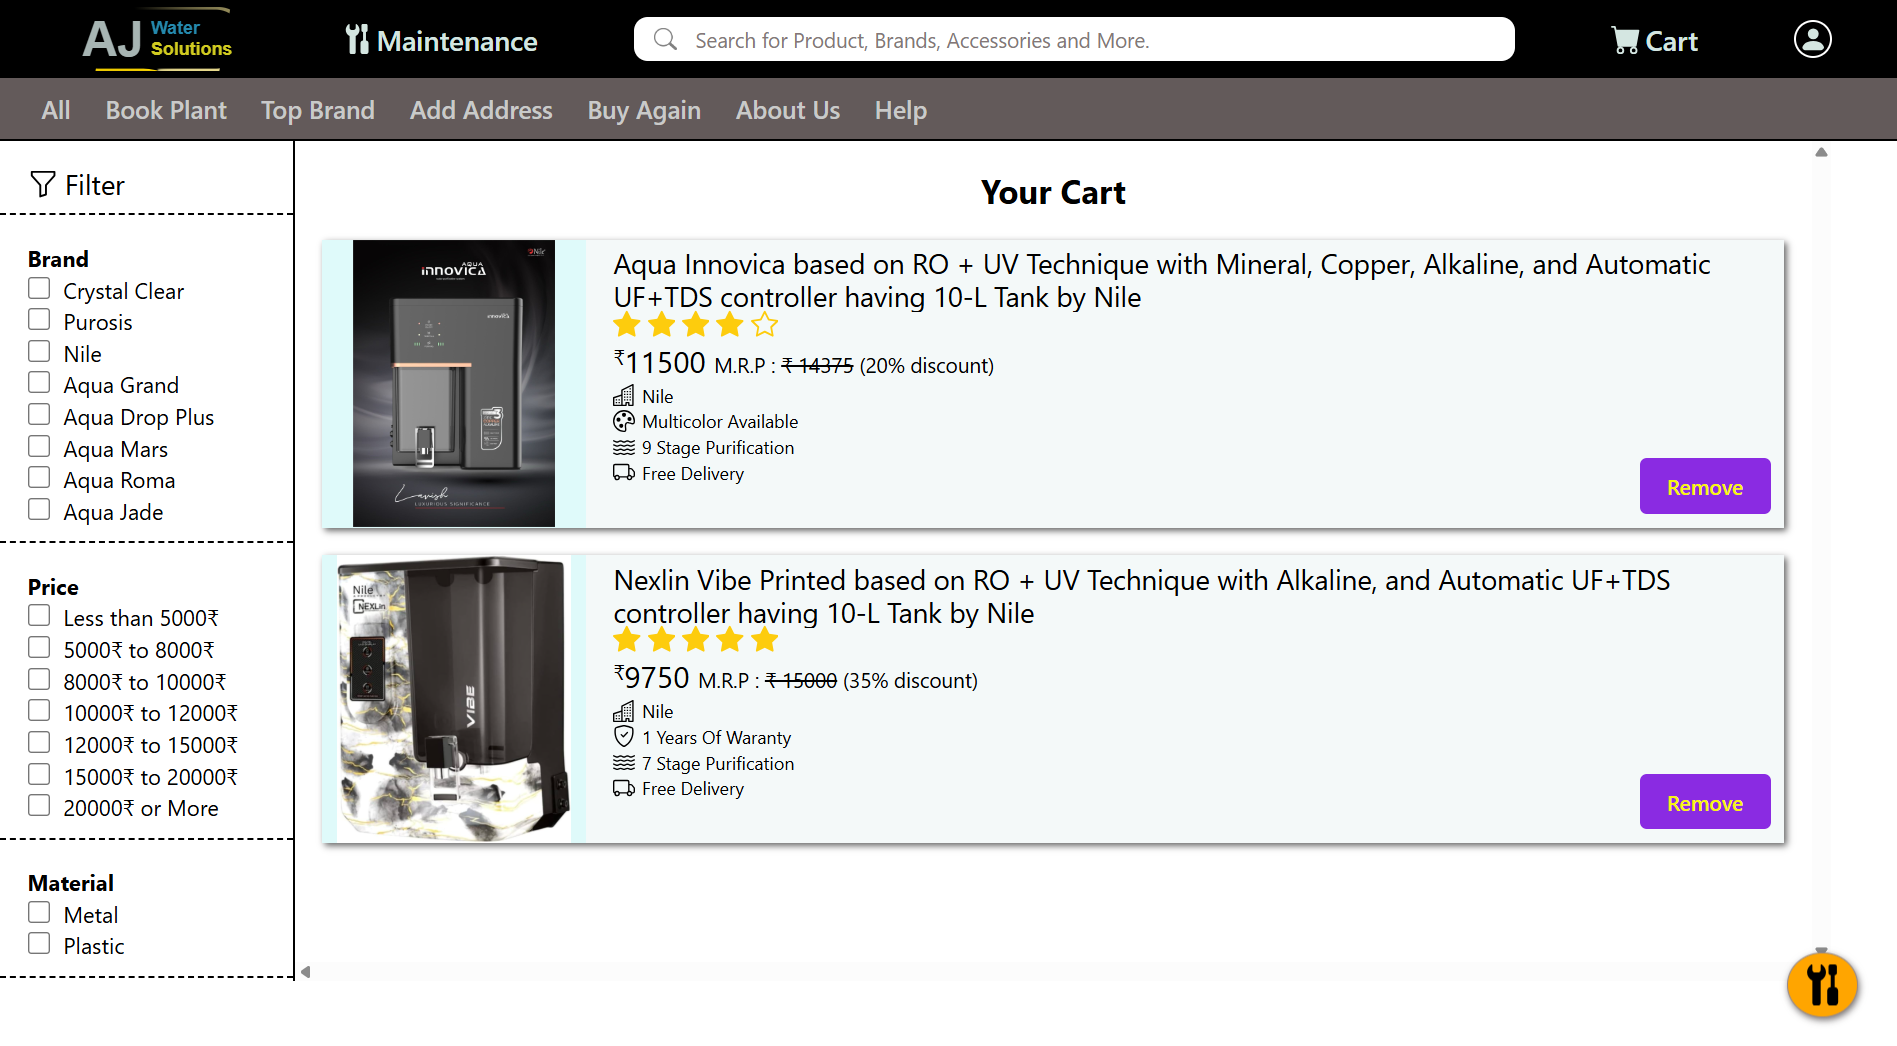 AJ Water Solutions
Maintenance
Search for Product, Brands, Accessories and More.
Cart
All Book Plant Top Brand Add Address Buy Again About Us Help
Filter
Brand
Crystal Clear
Purosis
Nile
Aqua Grand
Aqua Drop Plus
Aqua Mars
Aqua Roma
Aqua Jade
Price
Less than 5000₹
5000₹ to 8000₹
8000₹ to 10000₹
10000₹ to 12000₹
12000₹ to 15000₹
15000₹ to 20000₹
20000₹ or More
Material
Metal
Plastic
Your Cart
Nile
AQUA
innovica
innovica
3
Lavish
LUXURIOUS SIGNIFICANCE
Aqua Innovica based on RO + UV Technique with Mineral, Copper, Alkaline, and Automatic
UF+TDS controller having 10-L Tank by Nile
₹11500 M.R.P : ₹ 14375 (20% discount)
Nile
Multicolor Available
9 Stage Purification
Free Delivery
Remove
Nile
NEXLin
VIBE
Nexlin Vibe Printed based on RO + UV Technique with Alkaline, and Automatic UF+TDS
controller having 10-L Tank by Nile
₹9750 M.R.P : ₹ 15000 (35% discount)
Nile
1 Years Of Waranty
7 Stage Purification
Free Delivery
Remove